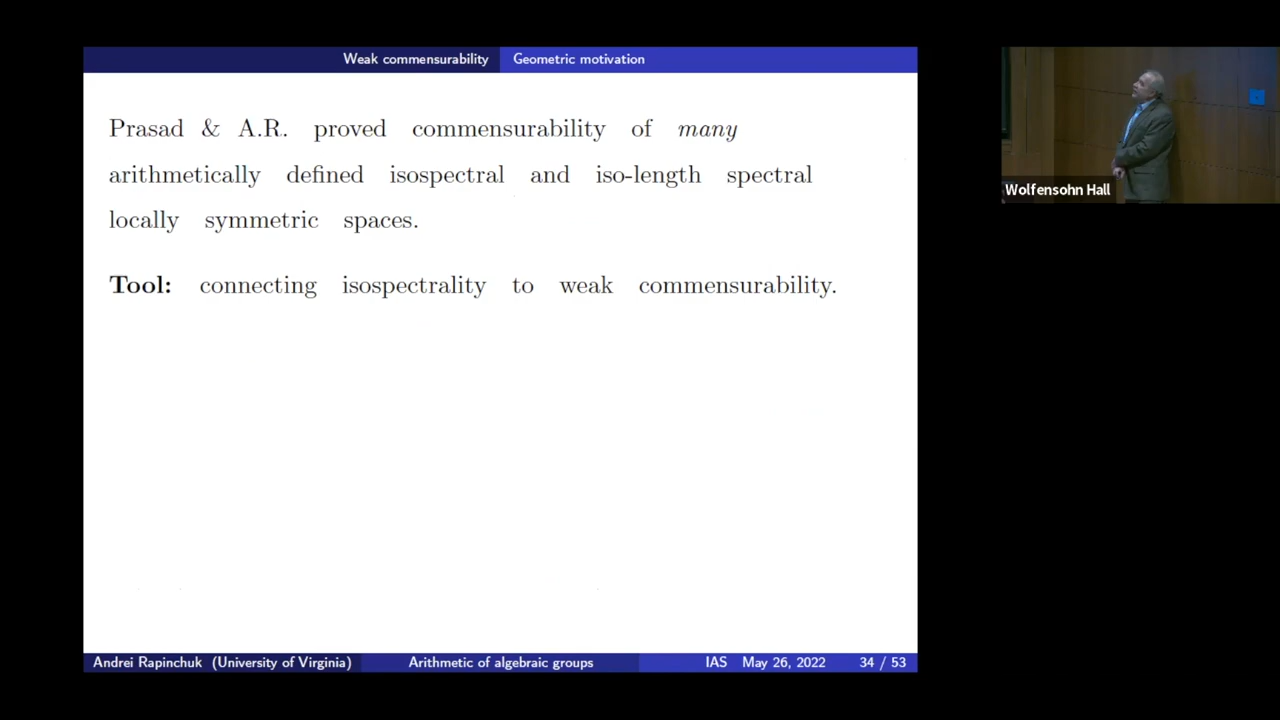 Weak commensurability Geometric motivation
Prasad & A.R. proved commensurability of many
arithmetically defined isospectral and iso-length spectral
locally symmetric spaces.
Tool: connecting isospectrality to weak commensurability.
Wolfensohn Hall
Andrei Rapinchuk (University of Virginia) Arithmetic of algebraic groups IAS May 26, 2022 34 / 53